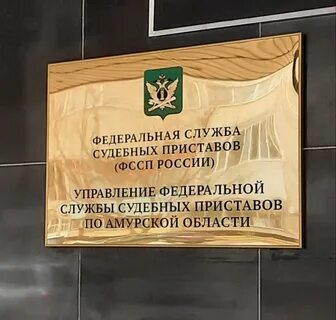 ФЕДЕРАЛЬНАЯ СЛУЖБА
СУДЕБНЫХ ПРИСТАВОВ
(ФССП РОССИИ)
УПРАВЛЕНИЕ ФЕДЕРАЛЬНОЙ
СЛУЖБЫ СУДЕБНЫХ ПРИСТАВОВ
ПО АМУРСКОЙ ОБЛАСТИ